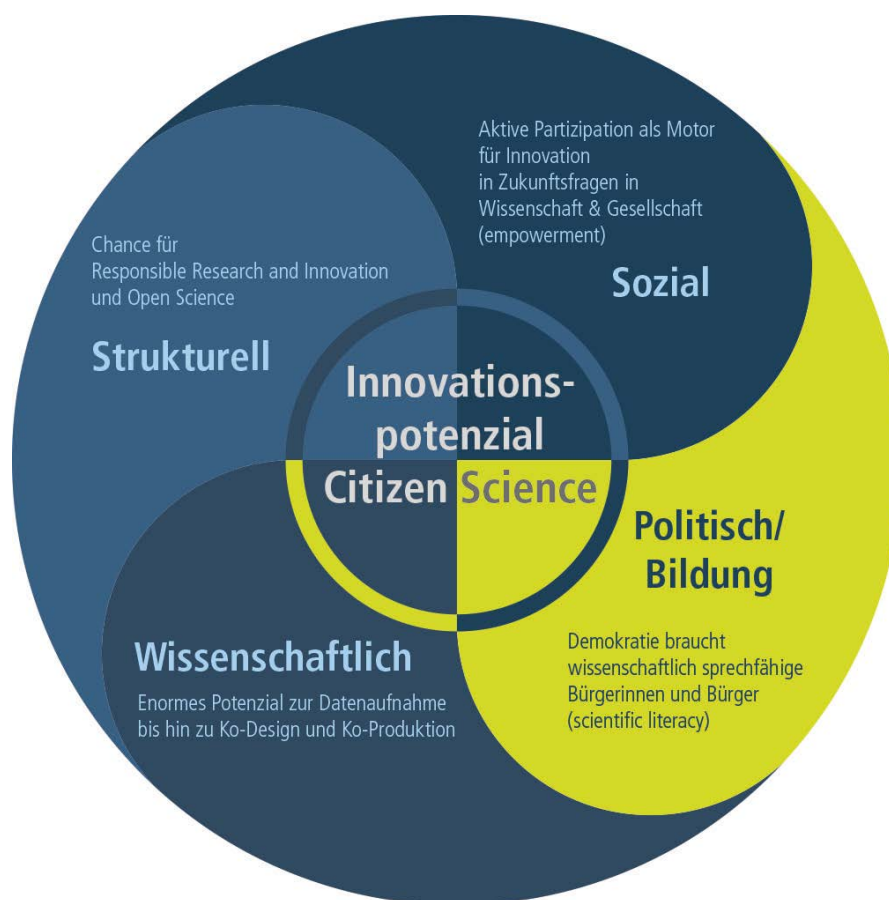 Aktive Partizipation als Motor
für Innovation
in Zukunftsfragen in
Wissenschaft & Gesellschaft
(empowerment)
Sozial
Chance für
Responsible Research and Innovation
und Open Science
Strukturell
Innovations-
potenzial
Citizen Science
Politisch/
Bildung
Demokratie braucht
wissenschaftlich sprechfähige
Bürgerinnen und Bürger
(scientific literacy)
Wissenschaftlich
Enormes Potenzial zur Datenaufnahme
bis hin zu Ko-Design und Ko-Produktion